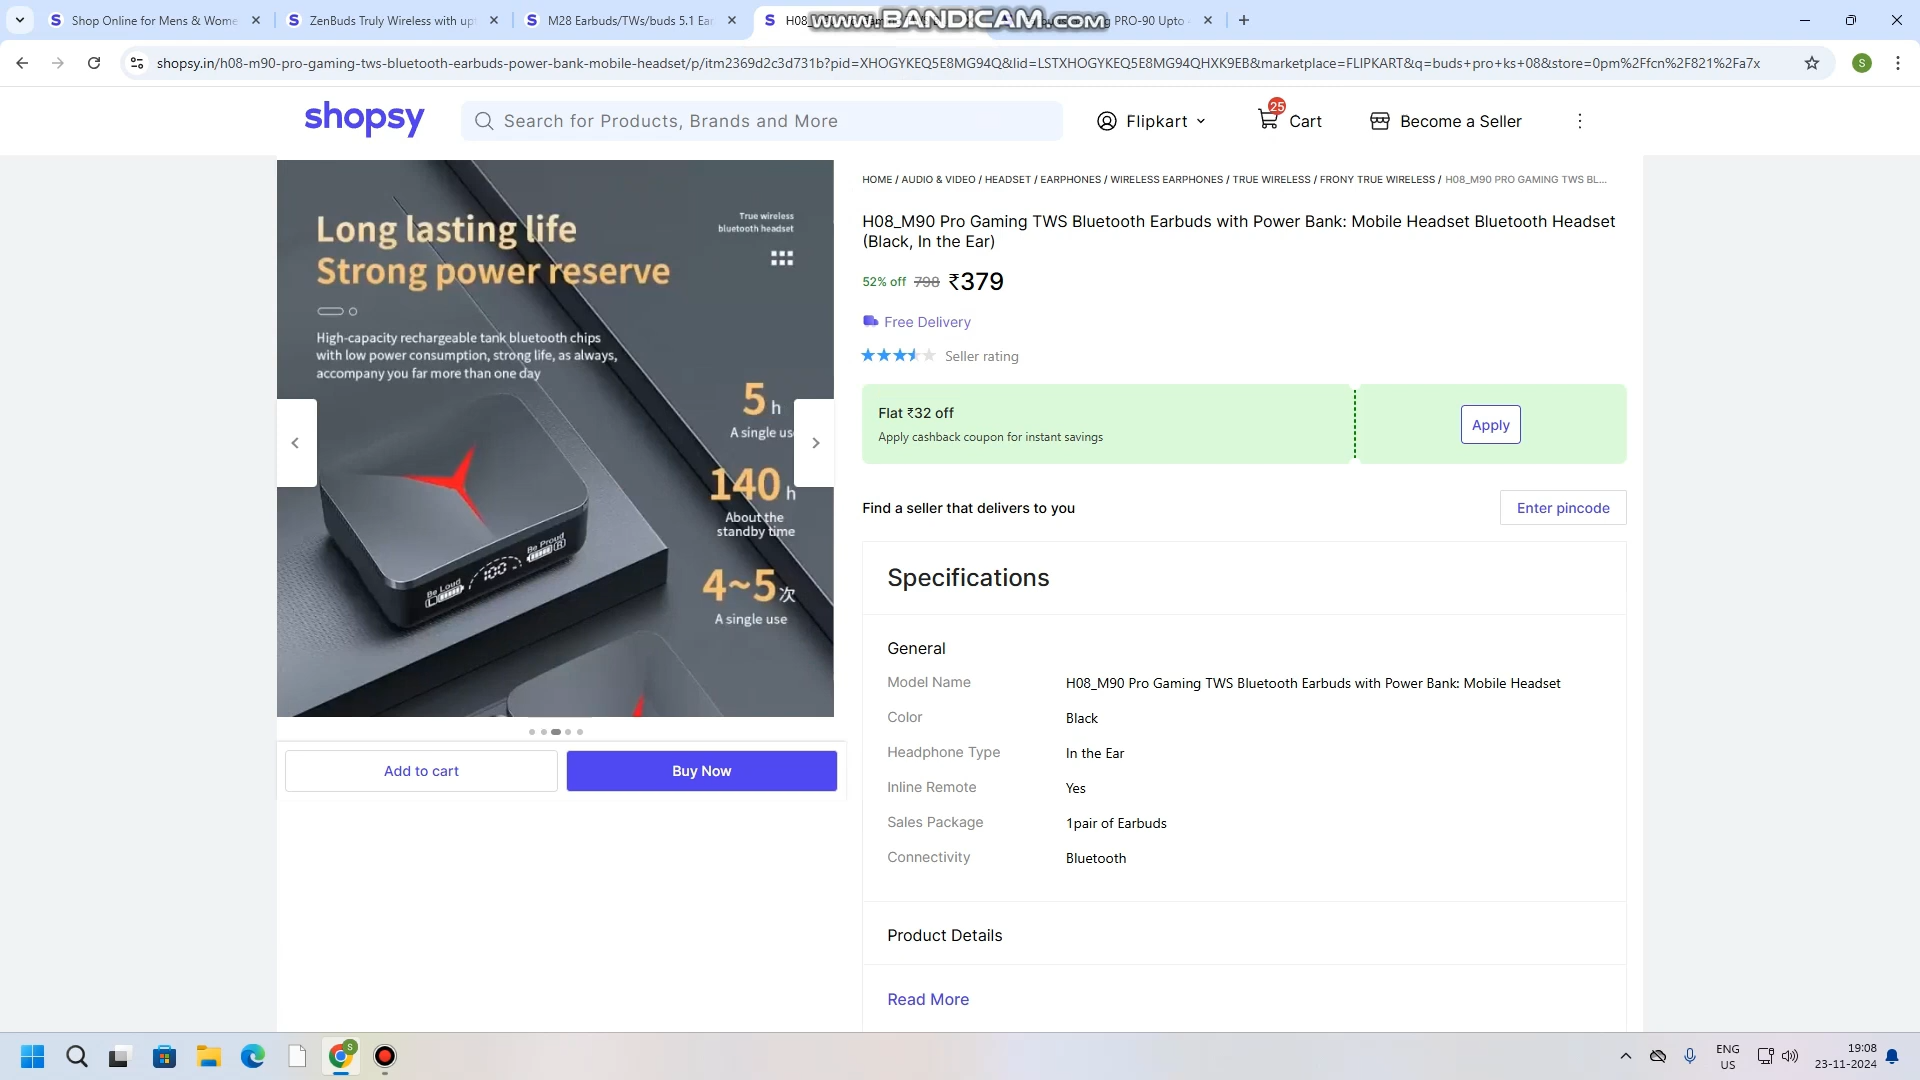 Shop Online for Mens & Wome
ZenBuds Truly Wireless with up
M28 Earbuds/TWs/buds 5.1 Ear
H08_
PRO-90 Upto
www.BANDICAM.com
shopsy.in/h08-m90-pro-gaming-tws-bluetooth-earbuds-power-bank-mobile-headset/p/itm2369d2c3d731b?pid=XHOGYKEQ5E8MG94Q&lid=LSTXHOGYKEQ5E8MG94QHXK9EB&marketplace=FLIPKART&q=buds+pro+ks+08&store=0pm%2Ffcn%2F821%2Fa7x
S
shopsy
Search for Products, Brands and More
Flipkart
25
Cart
Become a Seller
HOME / AUDIO & VIDEO / HEADSET / EARPHONES / WIRELESS EARPHONES / TRUE WIRELESS / FRONY TRUE WIRELESS / H08_M90 PRO GAMING TWS BL...
Long lasting life
Strong power reserve
True wireless
bluetooth headset
High-capacity rechargeable tank bluetooth chips
with low power consumption, strong life, as always,
accompany you far more than one day
5 h
A single us
140 h
About the
standby time
4~5次
A single use
Be Loud
L
100
Be Proud
R
H08_M90 Pro Gaming TWS Bluetooth Earbuds with Power Bank: Mobile Headset Bluetooth Headset
(Black, In the Ear)
52% off 798 ₹379
Free Delivery
Seller rating
Flat ₹32 off
Apply cashback coupon for instant savings
Apply
Find a seller that delivers to you
Enter pincode
Specifications
General
Model Name H08_M90 Pro Gaming TWS Bluetooth Earbuds with Power Bank: Mobile Headset
Color Black
Headphone Type In the Ear
Inline Remote Yes
Sales Package 1pair of Earbuds
Connectivity Bluetooth
Product Details
Read More
Add to cart
Buy Now
S
ENG
US
19:08
23-11-2024